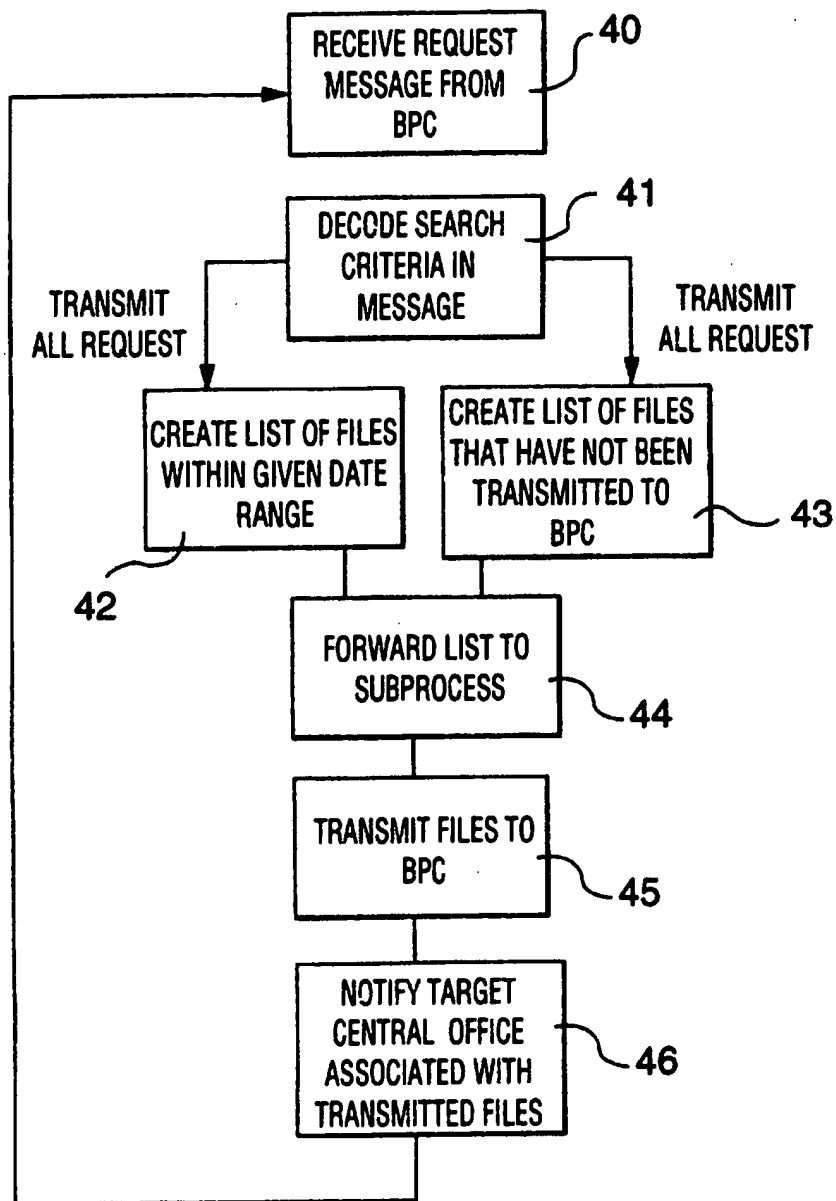 RECEIVE REQUEST
MESSAGE FROM
BPC
40
DECODE SEARCH
CRITERIA IN
MESSAGE
41
TRANSMIT
ALL REQUEST
TRANSMIT
ALL REQUEST
CREATE LIST OF FILES
WITHIN GIVEN DATE
RANGE
42
CREATE LIST OF FILES
THAT HAVE NOT BEEN
TRANSMITTED TO
BPC
43
FORWARD LIST TO
SUBPROCESS
44
TRANSMIT FILES TO
BPC
45
NOTIFY TARGET
CENTRAL OFFICE
ASSOCIATED WITH
TRANSMITTED FILES
46